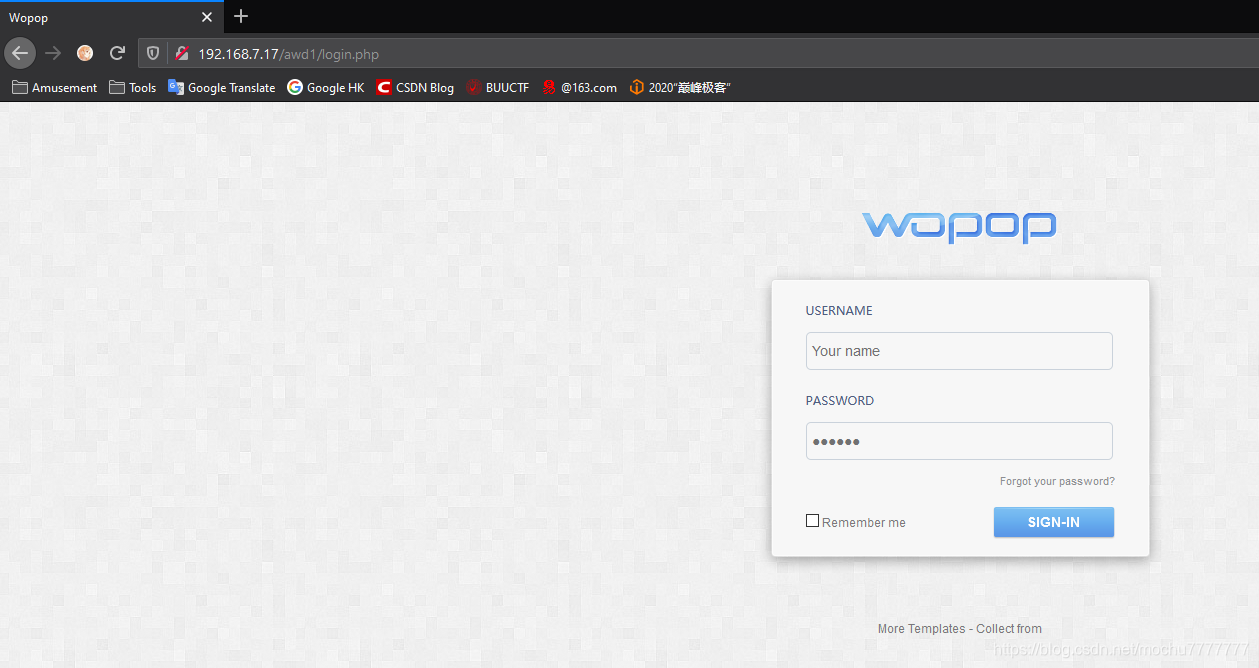 Wopop
192.168.7.17/awd1/login.php
Amusement Tools Google Translate Google HK CSDN Blog BUUCTF @163.com 2020"巅峰极客"
wopop
USERNAME
Your name
PASSWORD
••••••
Forgot your password?
Remember me SIGN-IN
More Templates - Collect from
https://blog.csdn.net/mochu7777777